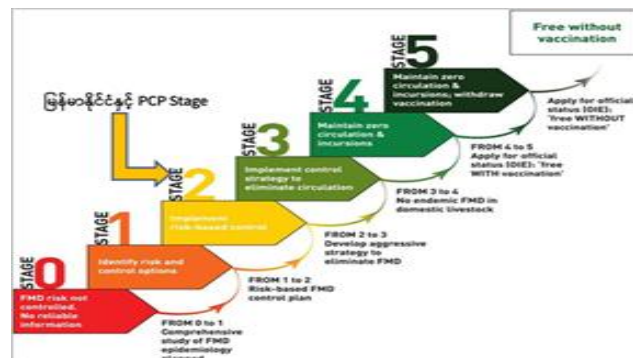 Free without
vaccination
STAGE 5
Maintain zero
circulation &
incursions; withdraw
vaccination
Apply for official
status (OIE):
'free WITHOUT
vaccination'
မြန်မာနိုင်ငံနှင့် PCP Stage
STAGE 4
Maintain zero
circulation &
incursions
FROM 4 to 5
Apply for official
status (OIE): 'free
WITH vaccination'
STAGE 3
Implement control
strategy to
eliminate circulation
FROM 3 to 4
No endemic FMD in
domestic livestock
STAGE 2
Implement
risk-based control
FROM 2 to 3
Develop aggressive
strategy to
eliminate FMD
STAGE 1
Identify risk and
control options
FROM 1 to 2
Risk-based FMD
control plan
STAGE 0
FMD risk not
controlled.
No reliable
information
FROM 0 to 1
Comprehensive
study of FMD
epidemiology